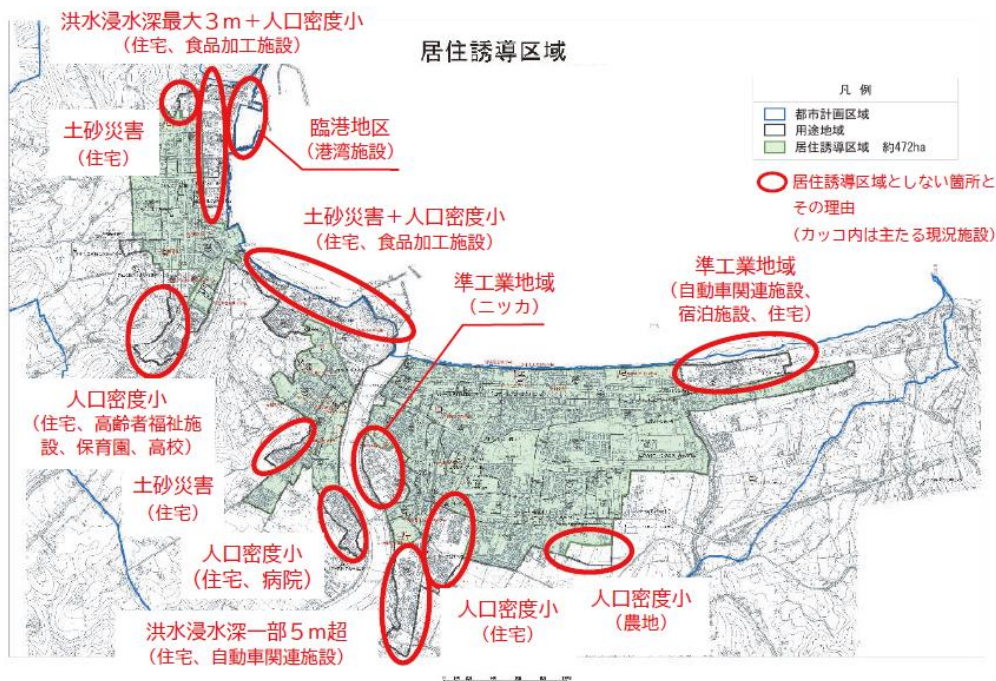 洪水浸水深最大3m+人口密度小
(住宅、食品加工施設)
居住誘導区域
凡例
都市計画区域
用途地域
居住誘導区域 約472ha
居住誘導区域としない箇所と
その理由
(カッコ内は主たる現況施設)
土砂災害
(住宅)
臨港地区
(港湾施設)
土砂災害+人口密度小
(住宅、食品加工施設)
準工業地域
(ニッカ)
準工業地域
(自動車関連施設、
宿泊施設、住宅)
人口密度小
(住宅、高齢者福祉施
設、保育園、高校)
土砂災害
(住宅)
人口密度小
(住宅、病院)
洪水浸水深一部5m超
(住宅、自動車関連施設)
人口密度小
(住宅)
人口密度小
(農地)